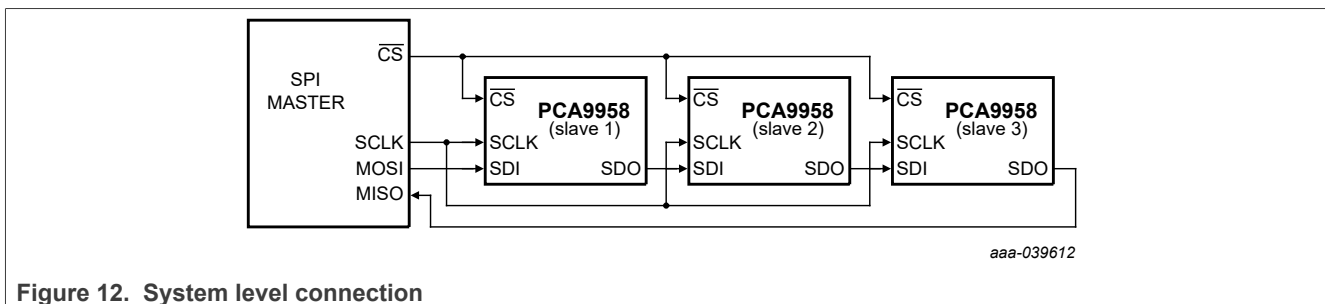 CS
SPI
MASTER
SCLK
MOSI
MISO
CS
PCA9958
(slave 1)
SCLK
SDI
SDO
CS
PCA9958
(slave 2)
SCLK
SDI
SDO
CS
PCA9958
(slave 3)
SCLK
SDI
SDO
aaa-039612
Figure 12. System level connection